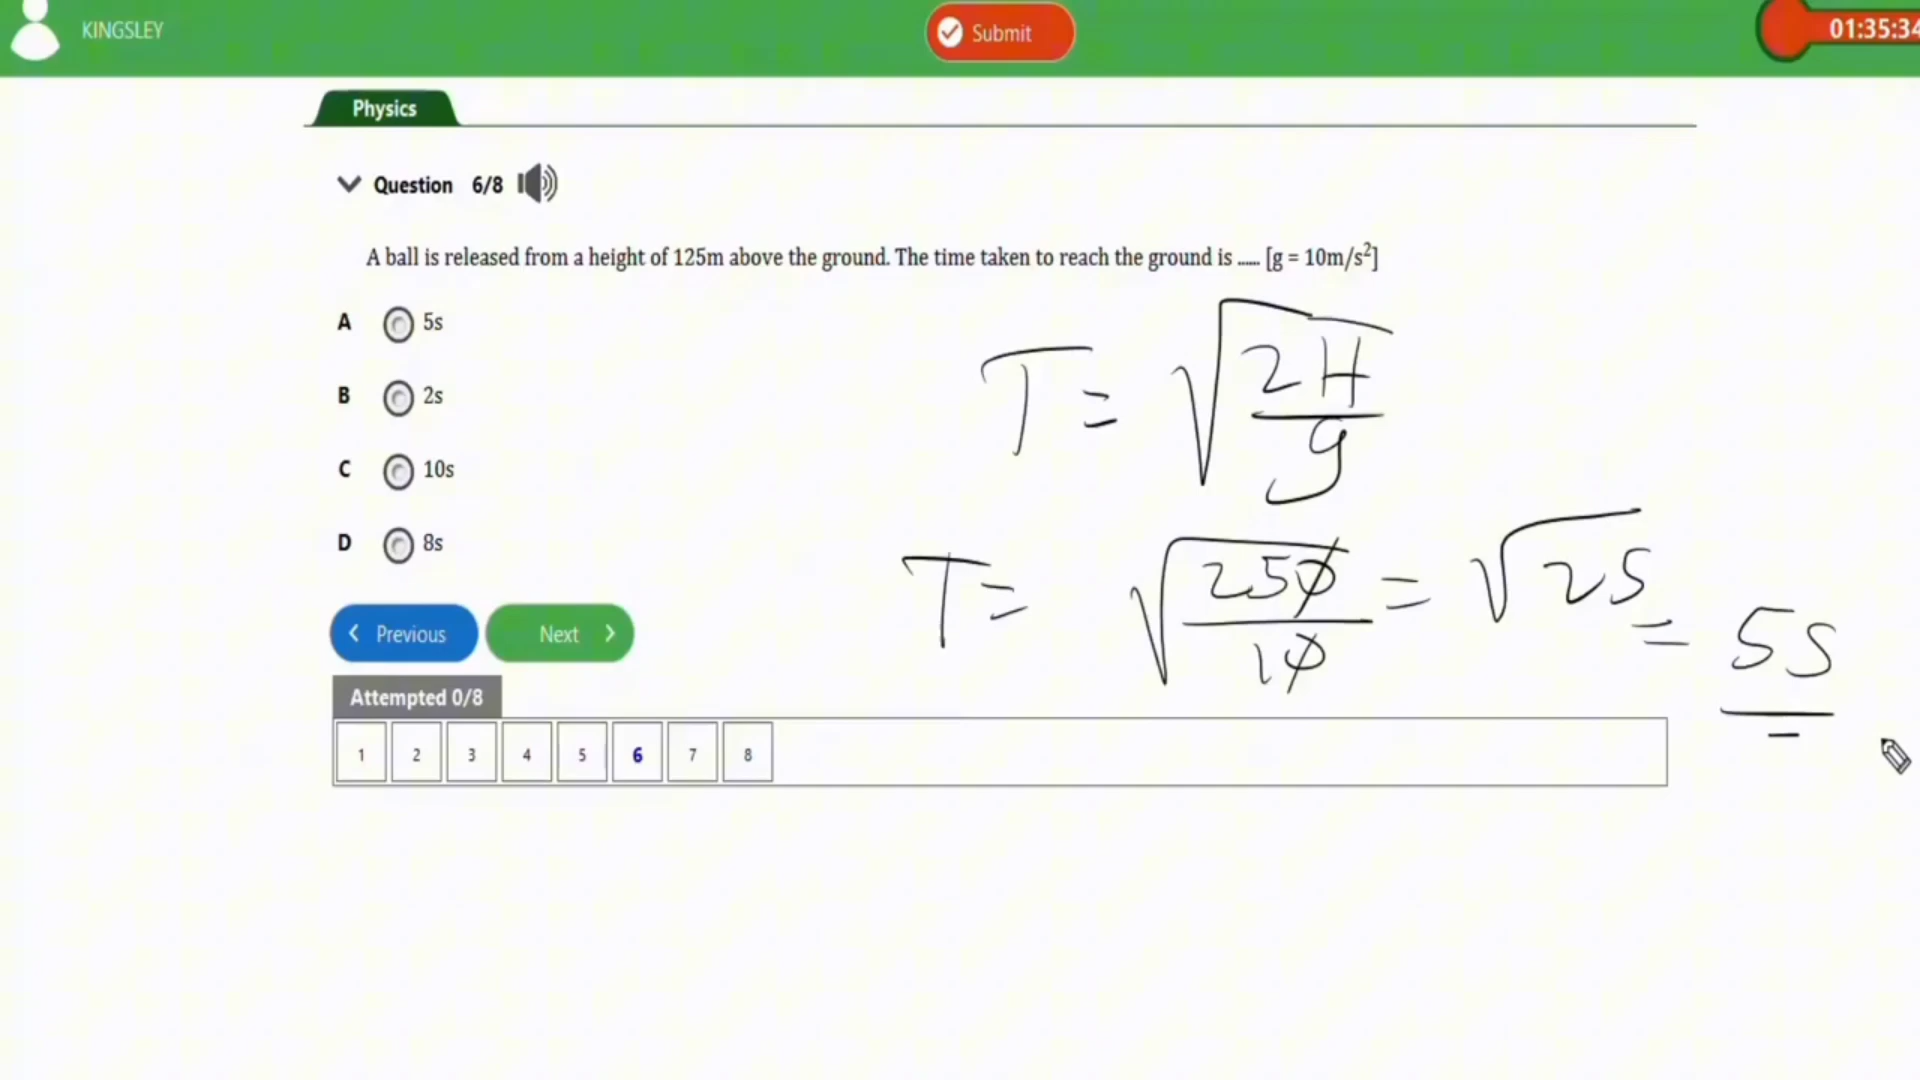 KINGSLEY
Submit
01:35:34
Physics
Question 6/8
A ball is released from a height of 125m above the ground. The time taken to reach the ground is ...... [g = 10m/s²]
A 5s
B 2s
C 10s
D 8s
T = √(2H/g)
T = √(250/10) = √25 = 5s
Previous
Next
Attempted 0/8
1 2 3 4 5 6 7 8